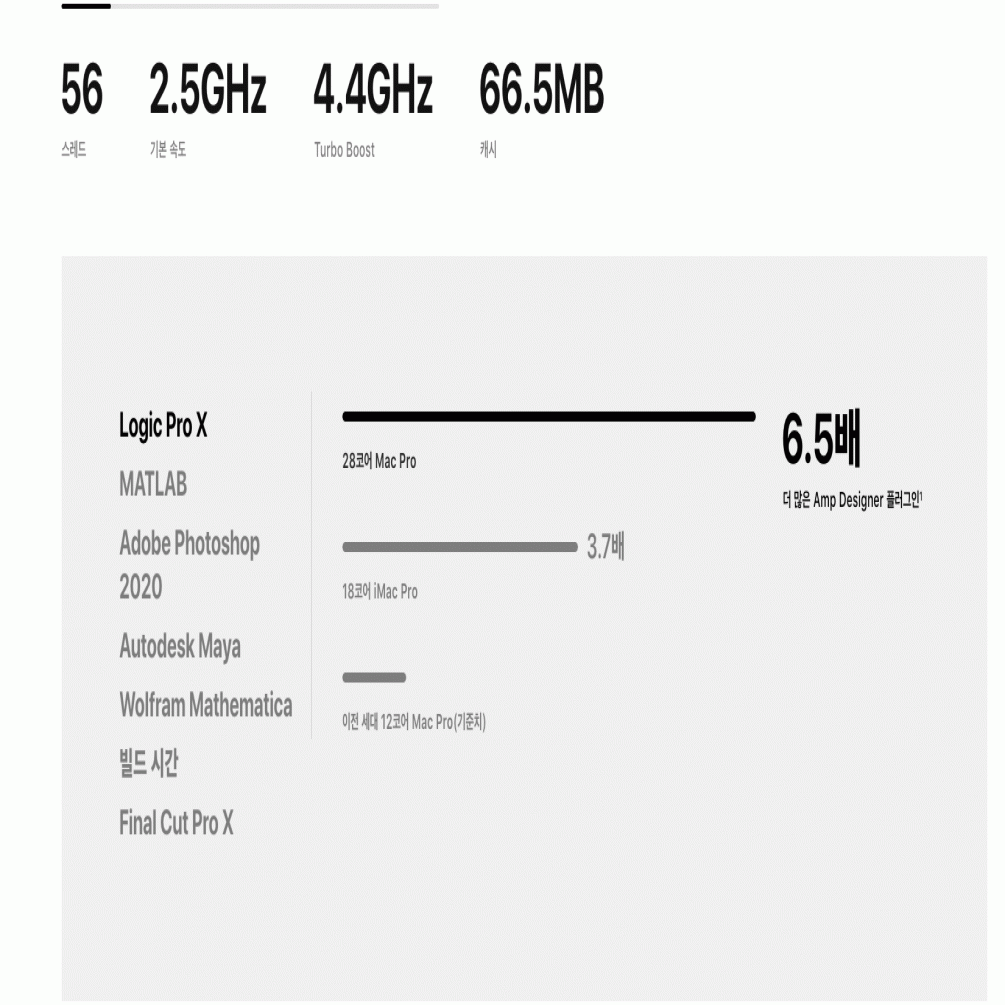 56
스레드
2.5GHz
기본 속도
4.4GHz
Turbo Boost
66.5MB
캐시
Logic Pro X
MATLAB
Adobe Photoshop
2020
Autodesk Maya
Wolfram Mathematica
빌드 시간
Final Cut Pro X
28코어 Mac Pro
6.5배
더 많은 Amp Designer 플러그인¹
3.7배
18코어 iMac Pro
이전 세대 12코어 Mac Pro(기준치)